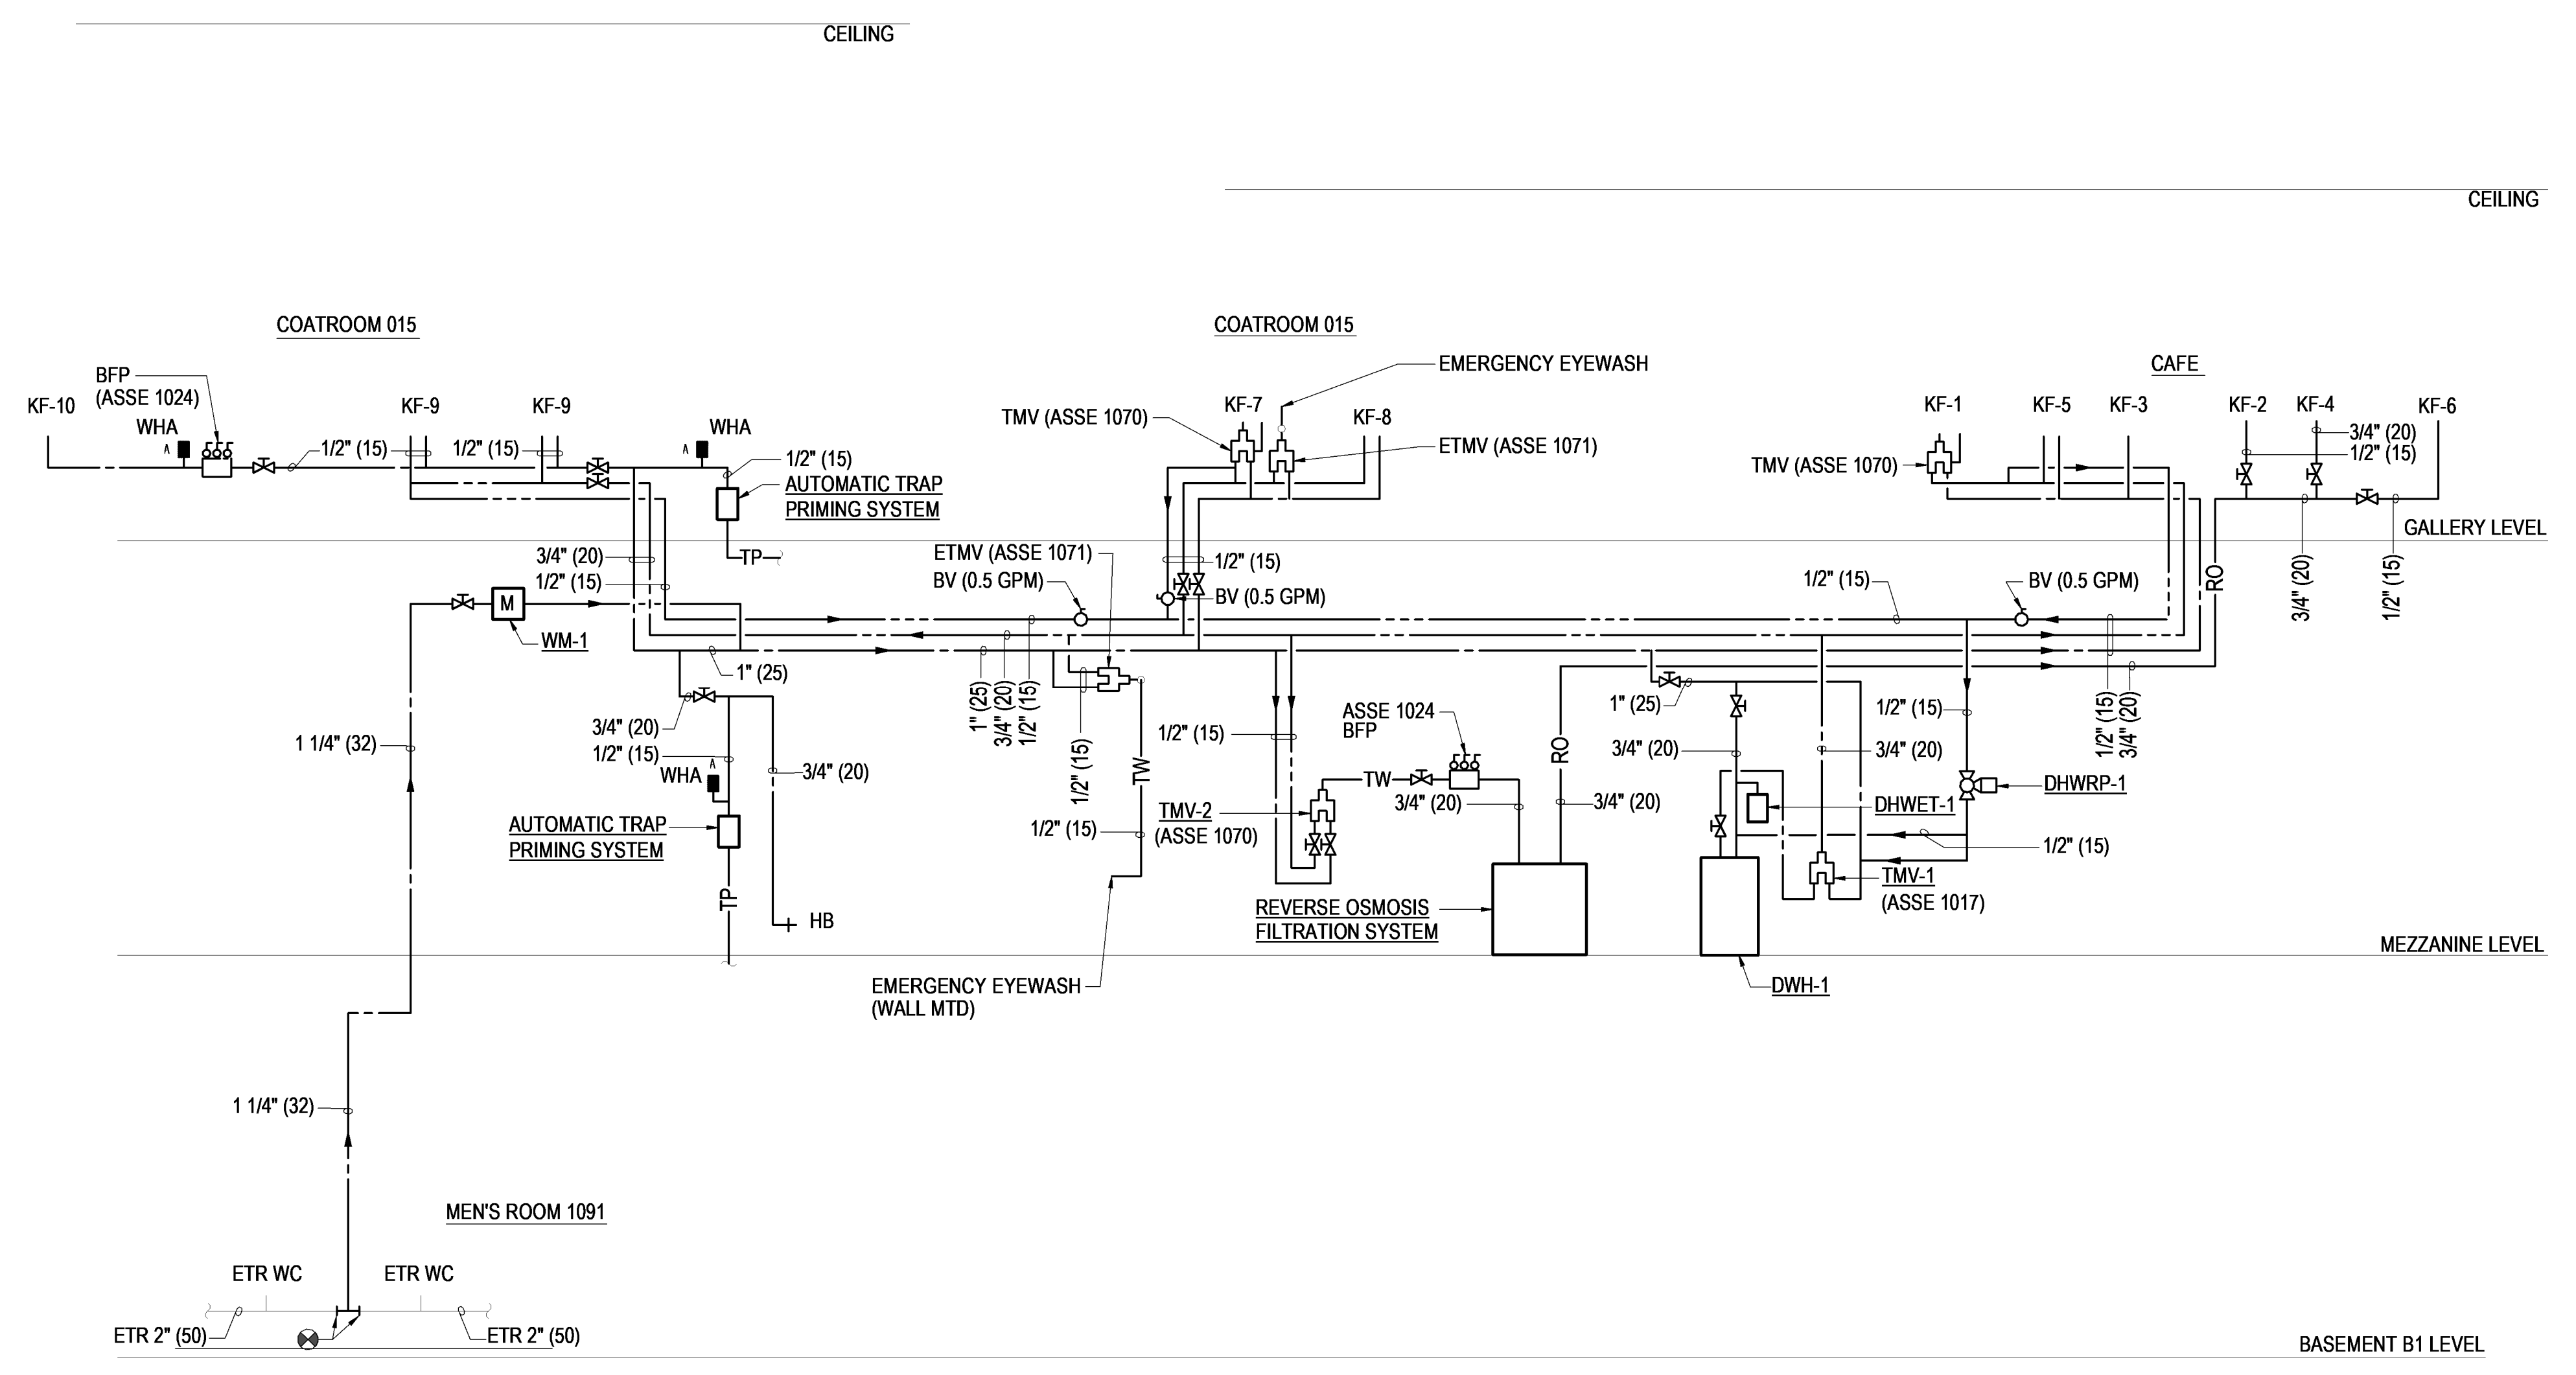 CEILING
CEILING
COATROOM 015
COATROOM 015
EMERGENCY EYEWASH
CAFE
BFP
(ASSE 1024)
KF-10
WHA
A
KF-9
KF-9
WHA
A
1/2" (15)
1/2" (15)
1/2" (15)
AUTOMATIC TRAP
PRIMING SYSTEM
TP
TMV (ASSE 1070)
KF-7
KF-8
ETMV (ASSE 1071)
KF-1
KF-5
KF-3
KF-2
KF-4
KF-6
TMV (ASSE 1070)
3/4" (20)
1/2" (15)
GALLERY LEVEL
3/4" (20)
1/2" (15)
ETMV (ASSE 1071)
BV (0.5 GPM)
1/2" (15)
BV (0.5 GPM)
1/2" (15)
BV (0.5 GPM)
RO
3/4" (20)
1/2" (15)
M
WM-1
1" (25)
1" (25)
3/4" (20)
1/2" (15)
3/4" (20)
1/2" (15)
WHA
A
3/4" (20)
1 1/4" (32)
AUTOMATIC TRAP
PRIMING SYSTEM
TP
HB
1/2" (15)
TW
1/2" (15)
1/2" (15)
ASSE 1024
BFP
TW
3/4" (20)
TMV-2
(ASSE 1070)
RO
3/4" (20)
1" (25)
3/4" (20)
3/4" (20)
1/2" (15)
1/2" (15)
3/4" (20)
DHWRP-1
DHWET-1
1/2" (15)
TMV-1
(ASSE 1017)
REVERSE OSMOSIS
FILTRATION SYSTEM
MEZZANINE LEVEL
EMERGENCY EYEWASH
(WALL MTD)
DWH-1
1 1/4" (32)
MEN'S ROOM 1091
ETR WC
ETR WC
ETR 2" (50)
ETR 2" (50)
BASEMENT B1 LEVEL